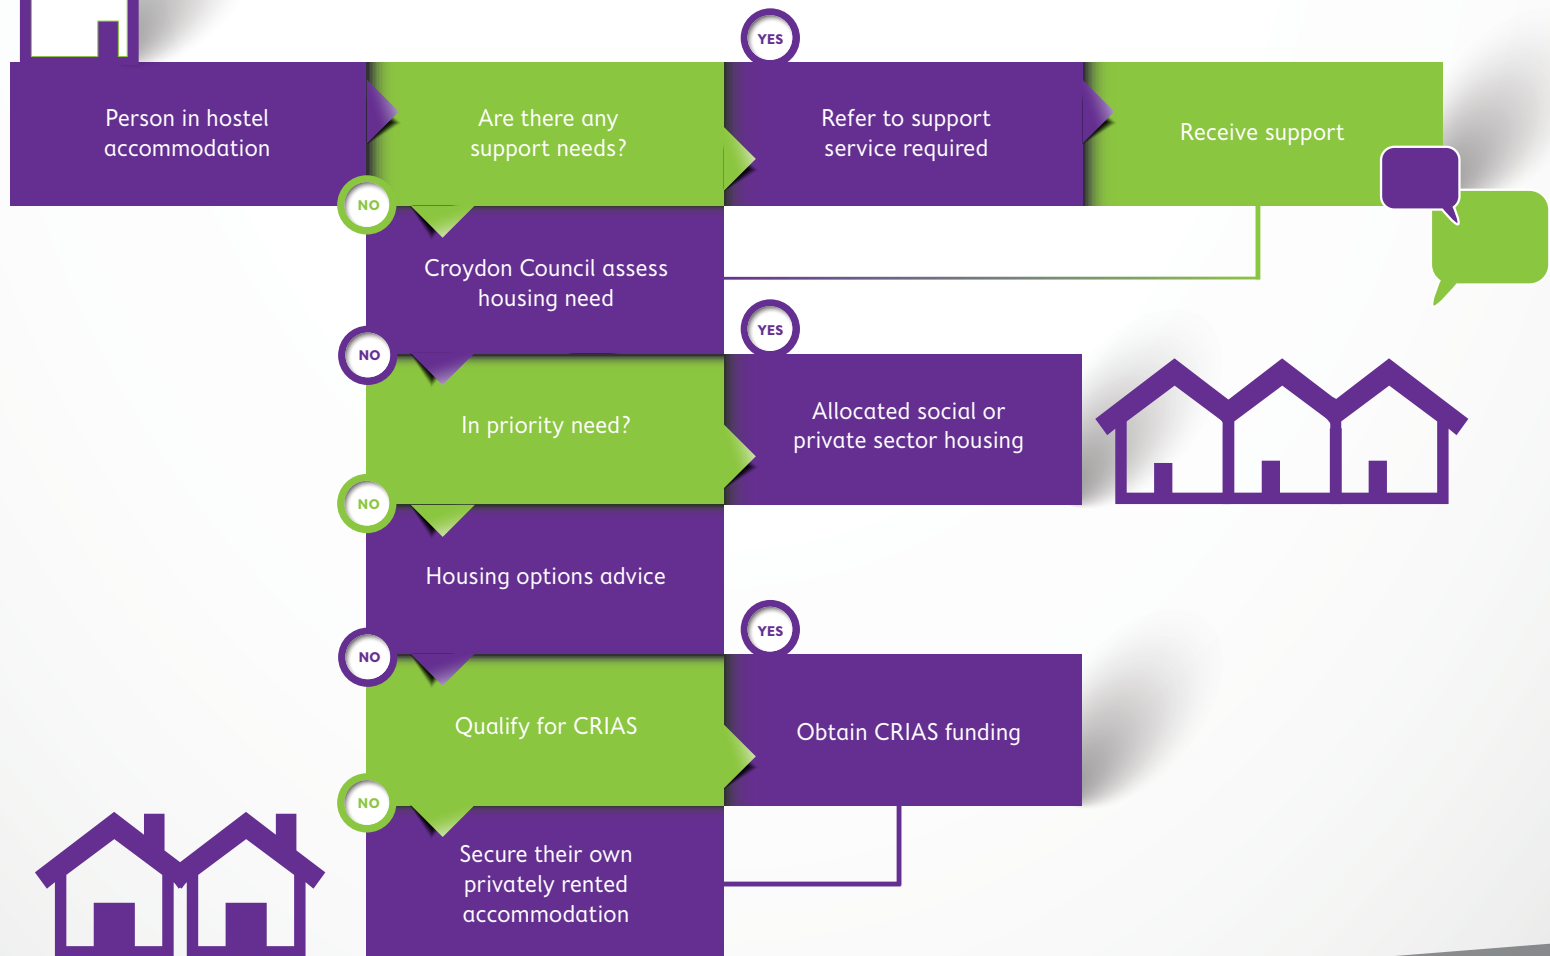 YES
Person in hostel
accommodation
Are there any
support needs?
Refer to support
service required
Receive support
NO
Croydon Council assess
housing need
NO
YES
In priority need?
Allocated social or
private sector housing
NO
Housing options advice
NO
YES
Qualify for CRIAS
Obtain CRIAS funding
NO
Secure their own
privately rented
accommodation